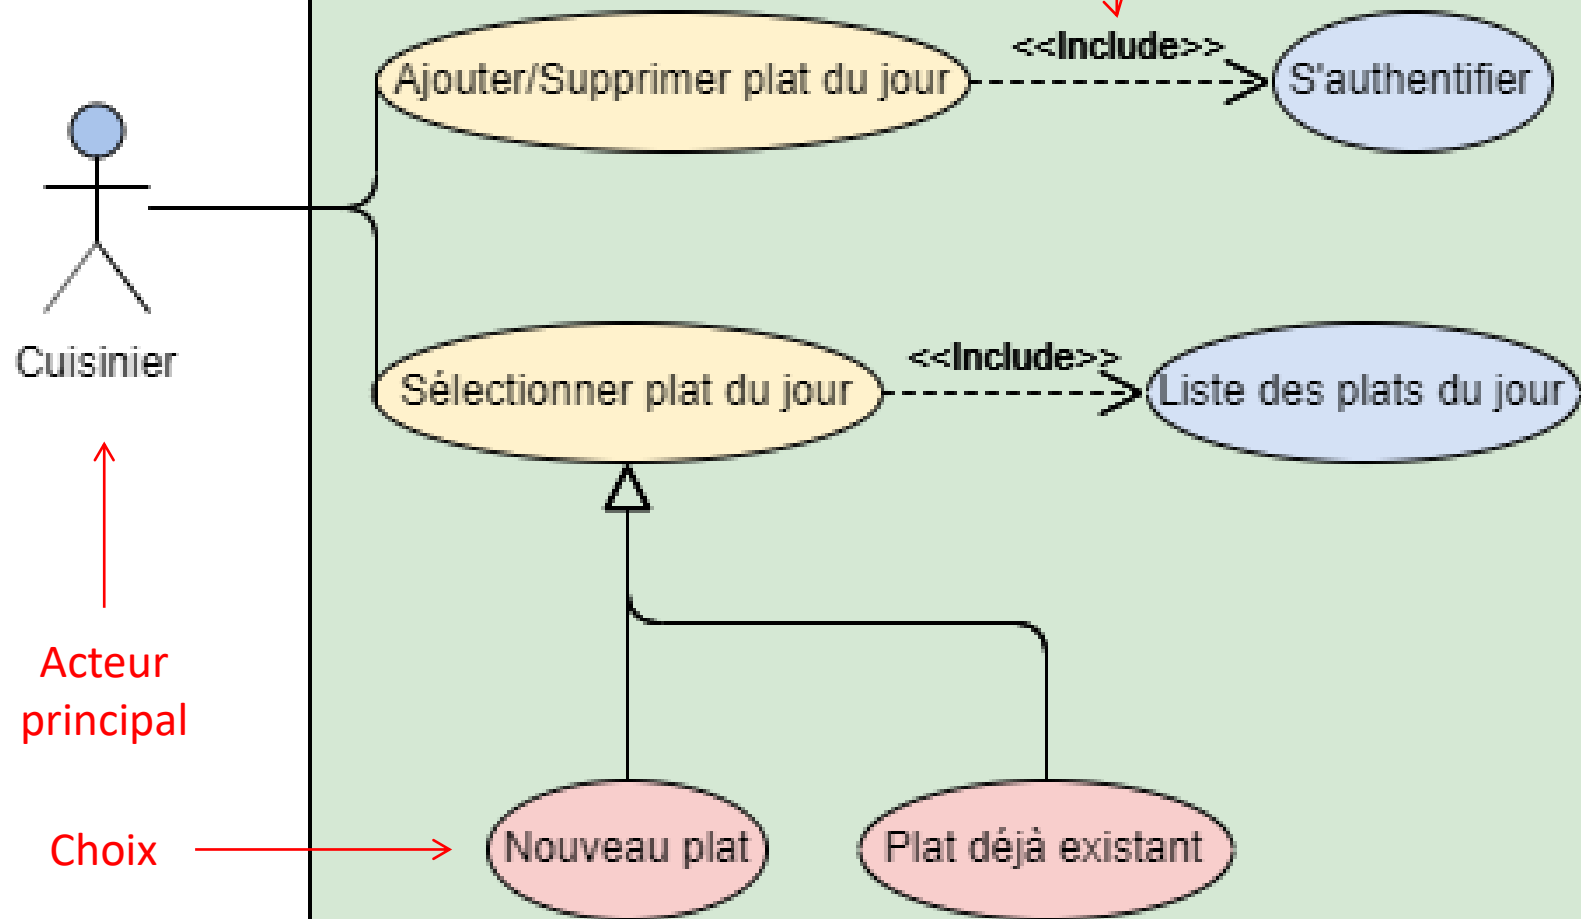 <<Include>>
Ajouter/Supprimer plat du jour
S'authentifier
Cuisinier
<<Include>>
Sélectionner plat du jour
Liste des plats du jour
Acteur
principal
Choix
Nouveau plat
Plat déjà existant